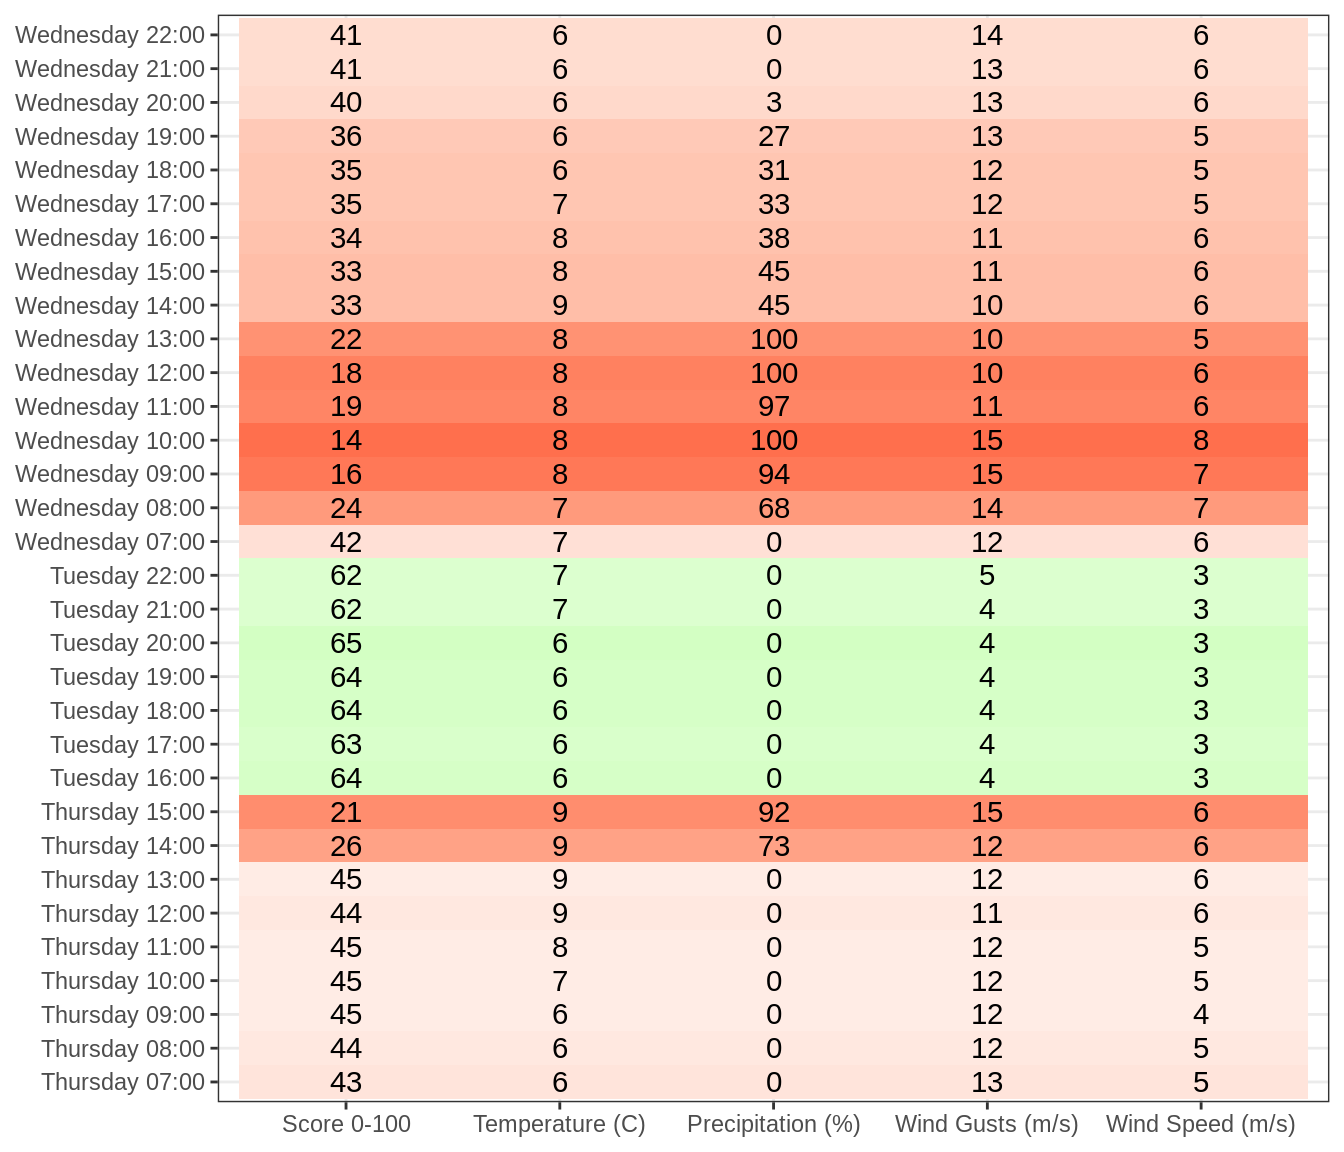 Wednesday 22:00 41 6 0 14 6
Wednesday 21:00 41 6 0 13 6
Wednesday 20:00 40 6 3 13 6
Wednesday 19:00 36 6 27 13 5
Wednesday 18:00 35 6 31 12 5
Wednesday 17:00 35 7 33 12 5
Wednesday 16:00 34 8 38 11 6
Wednesday 15:00 33 8 45 11 6
Wednesday 14:00 33 9 45 10 6
Wednesday 13:00 22 8 100 10 5
Wednesday 12:00 18 8 100 10 6
Wednesday 11:00 19 8 97 11 6
Wednesday 10:00 14 8 100 15 8
Wednesday 09:00 16 8 94 15 7
Wednesday 08:00 24 7 68 14 7
Wednesday 07:00 42 7 0 12 6
Tuesday 22:00 62 7 0 5 3
Tuesday 21:00 62 7 0 4 3
Tuesday 20:00 65 6 0 4 3
Tuesday 19:00 64 6 0 4 3
Tuesday 18:00 64 6 0 4 3
Tuesday 17:00 63 6 0 4 3
Tuesday 16:00 64 6 0 4 3
Thursday 15:00 21 9 92 15 6
Thursday 14:00 26 9 73 12 6
Thursday 13:00 45 9 0 12 6
Thursday 12:00 44 9 0 11 6
Thursday 11:00 45 8 0 12 5
Thursday 10:00 45 7 0 12 5
Thursday 09:00 45 6 0 12 4
Thursday 08:00 44 6 0 12 5
Thursday 07:00 43 6 0 13 5
Score 0-100 Temperature (C) Precipitation (%) Wind Gusts (m/s) Wind Speed (m/s)